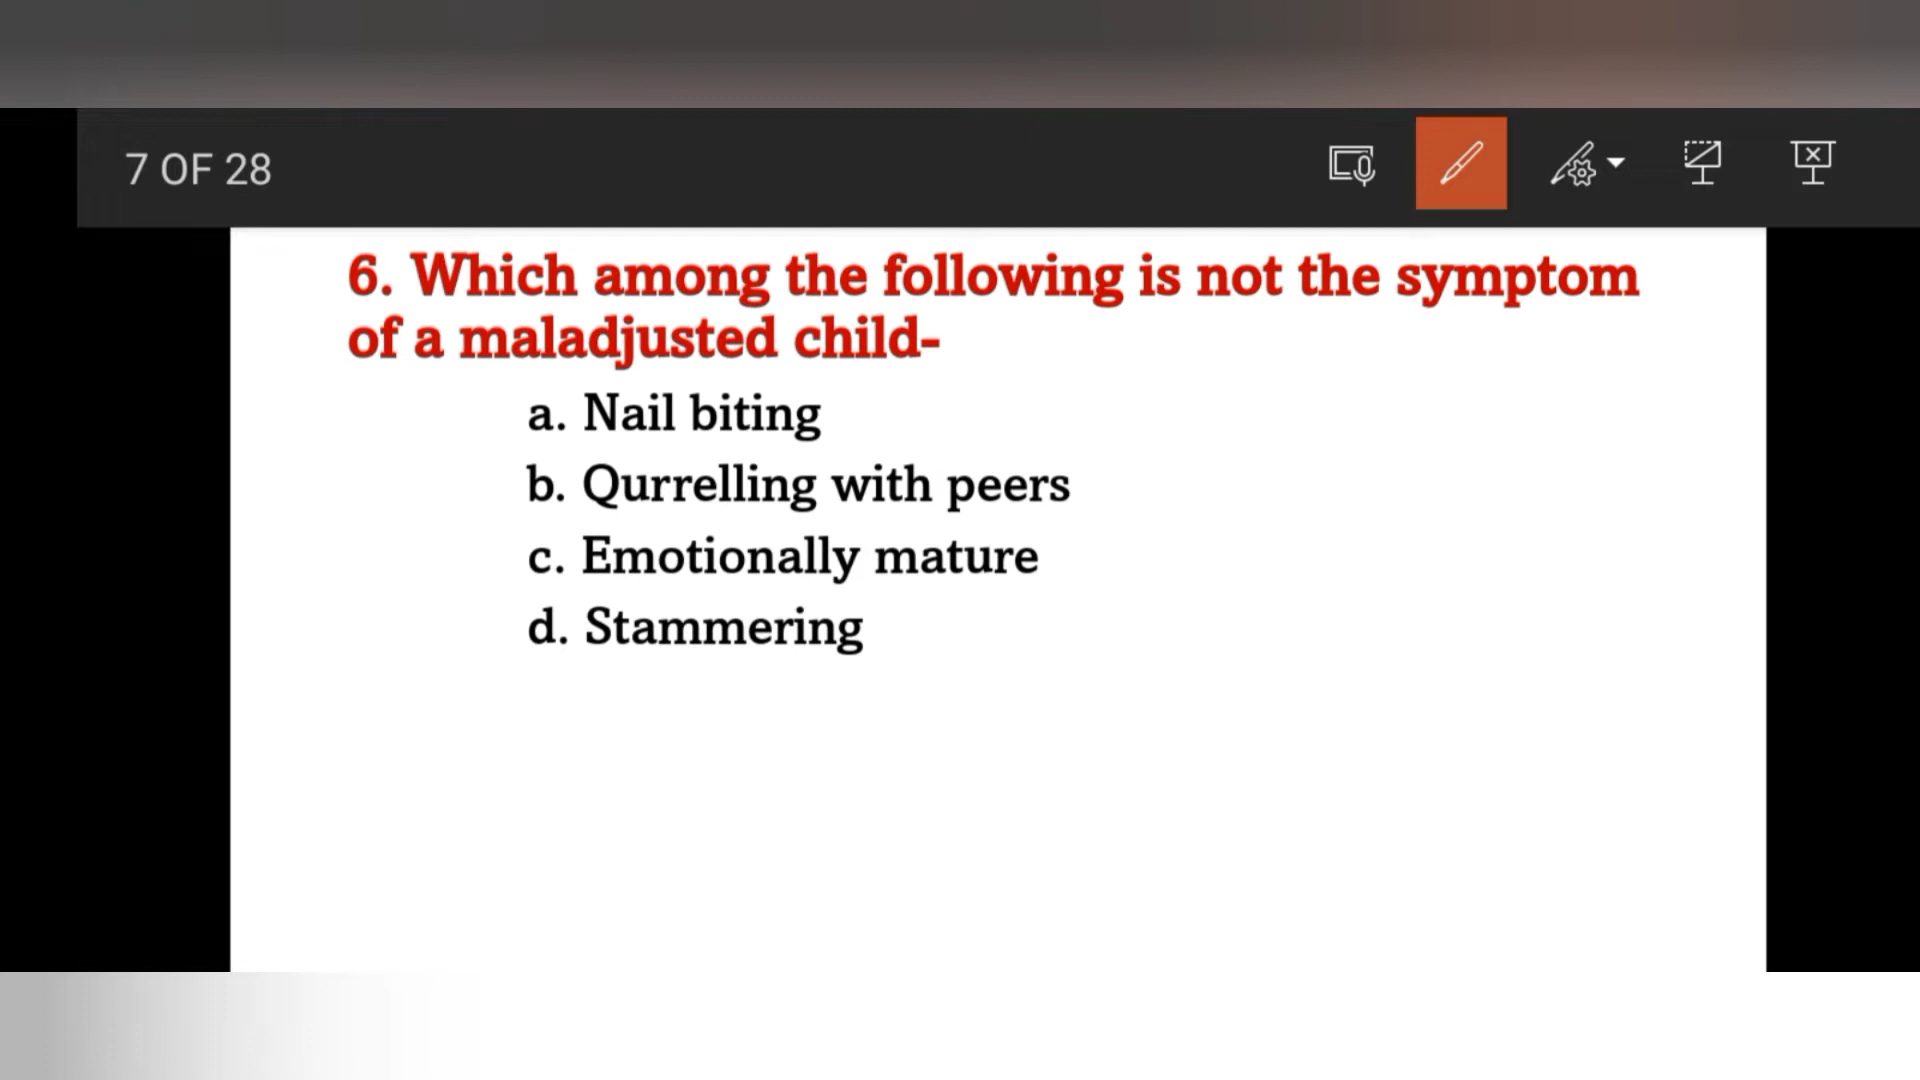 7 OF 28
6. Which among the following is not the symptom
of a maladjusted child-
a. Nail biting
b. Qurrelling with peers
c. Emotionally mature
d. Stammering